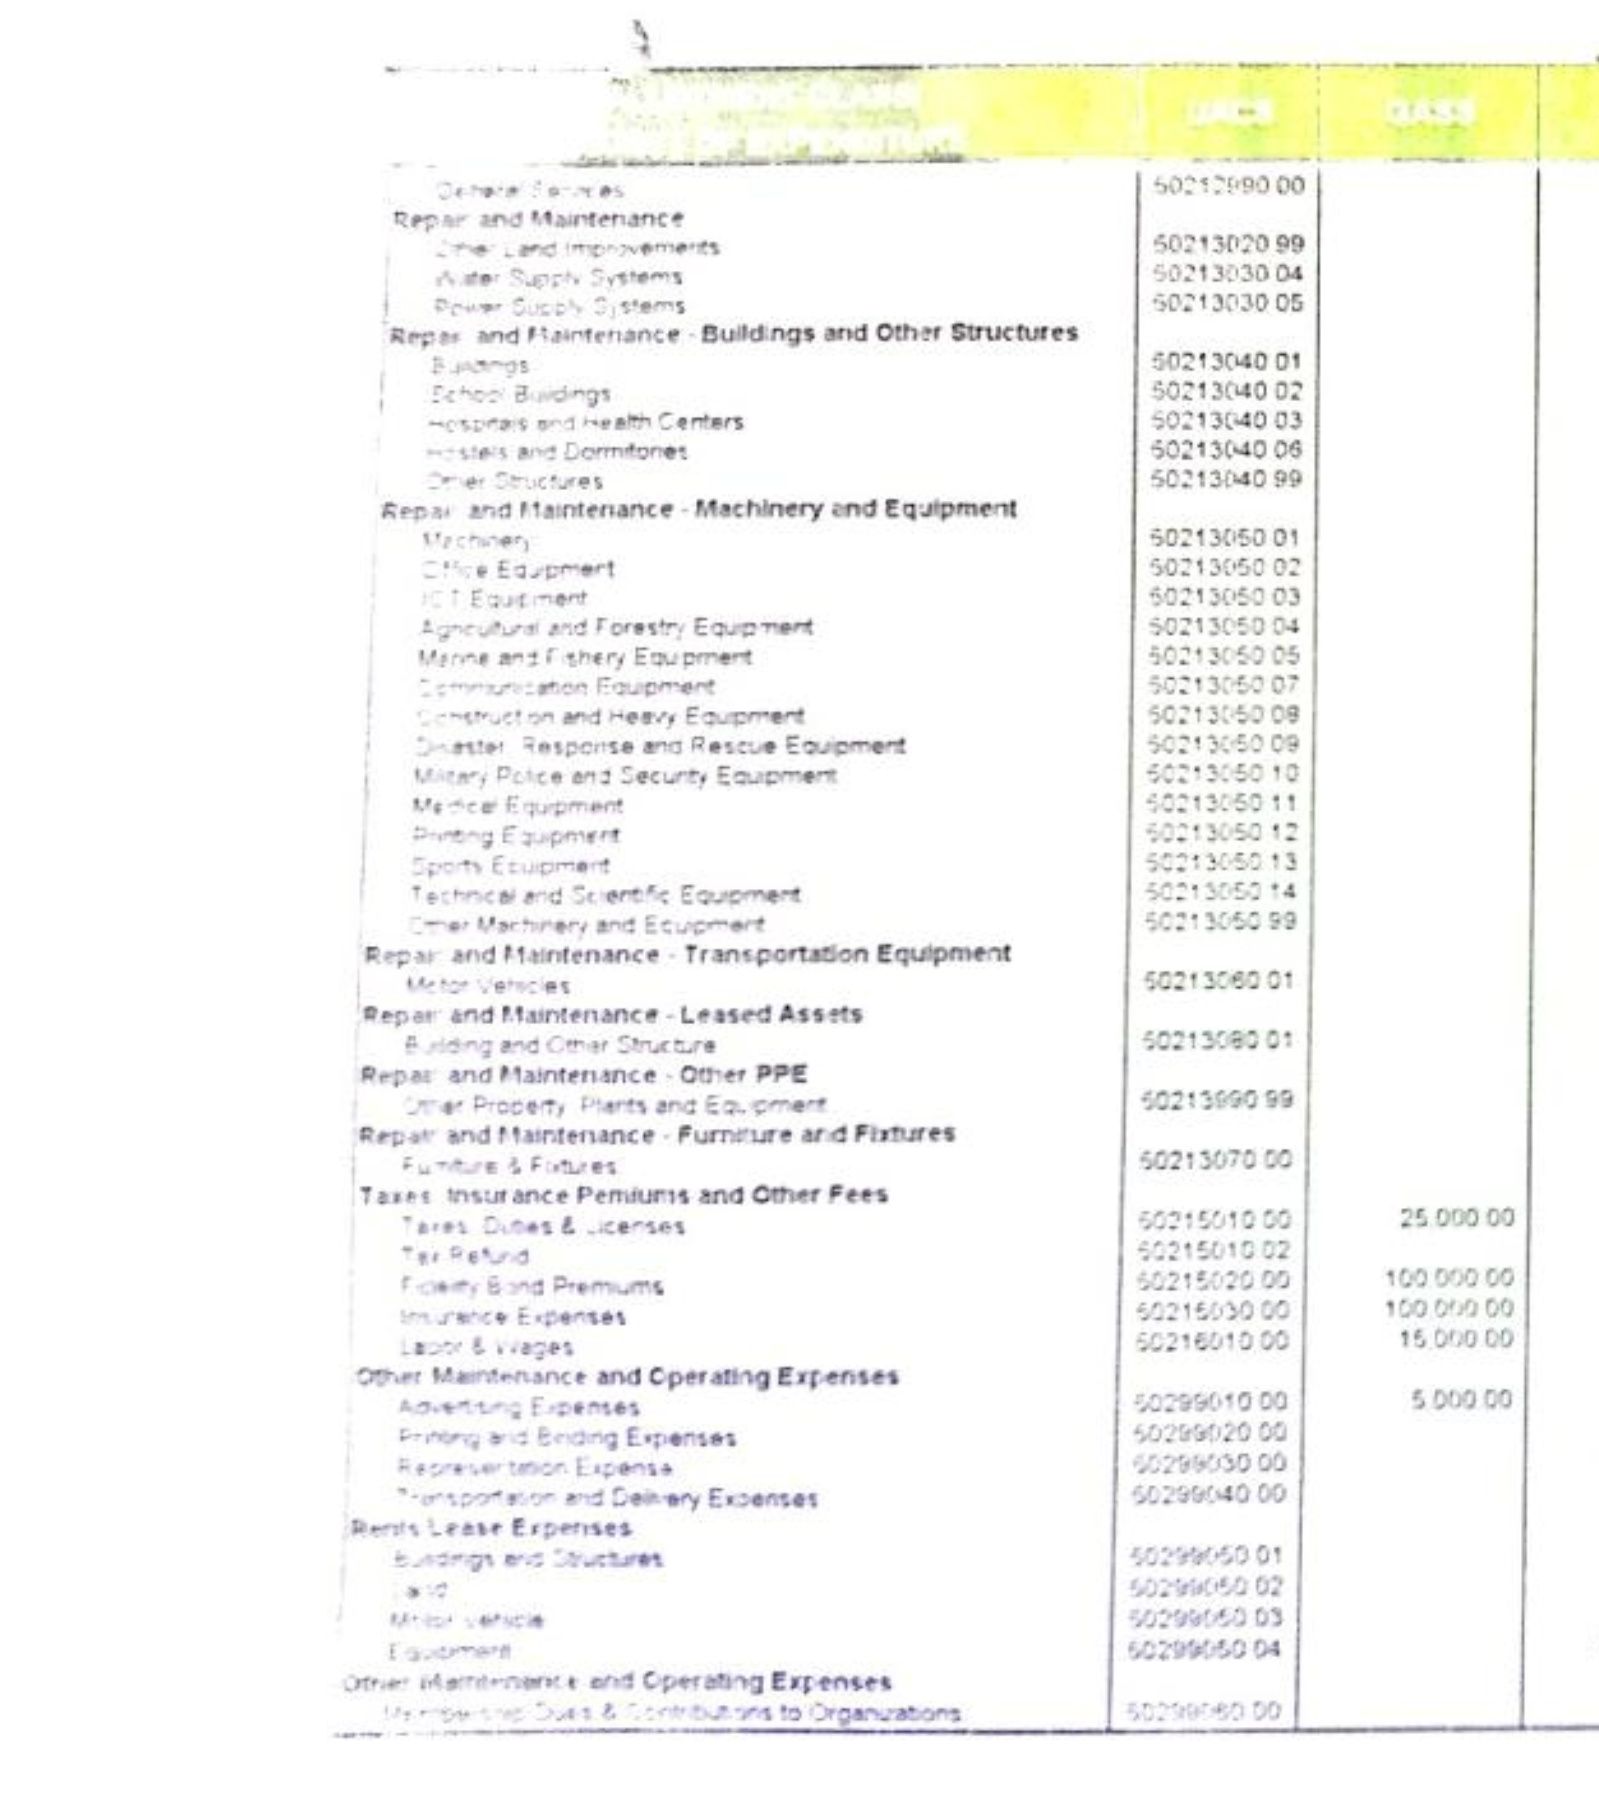 UACS GASS
General Services 50212990 00
Repair and Maintenance
Other Land Improvements 50213020 99
Water Supply Systems 50213030 04
Power Supply Systems 50213030 05
Repair and Maintenance - Buildings and Other Structures
Buildings 50213040 01
School Buildings 50213040 02
Hospitals and Health Centers 50213040 03
Hostels and Dormitories 50213040 06
Other Structures 50213040 99
Repair and Maintenance - Machinery and Equipment
Machinery 50213050 01
Office Equipment 50213050 02
ICT Equipment 50213050 03
Agricultural and Forestry Equipment 50213050 04
Marine and Fishery Equipment 50213050 05
Communication Equipment 50213050 07
Construction and Heavy Equipment 50213050 08
Disaster, Response and Rescue Equipment 50213050 09
Military Police and Security Equipment 50213050 10
Medical Equipment 50213050 11
Printing Equipment 50213050 12
Sports Equipment 50213050 13
Technical and Scientific Equipment 50213050 14
Other Machinery and Equipment 50213050 99
Repair and Maintenance - Transportation Equipment
Motor Vehicles 50213060 01
Repair and Maintenance - Leased Assets
Building and Other Structure 50213080 01
Repair and Maintenance - Other PPE
Other Property, Plants and Equipment 50213990 99
Repair and Maintenance - Furniture and Fixtures
Furniture & Fixtures 50213070 00
Taxes, Insurance Pemiums and Other Fees
Taxes, Duties & Licenses 50215010 00 25,000.00
Tax Refund 50215010 02
Fidelity Bond Premiums 50215020 00 100,000.00
Insurance Expenses 50215030 00 100,000.00
Labor & Wages 50216010 00 15,000.00
Other Maintenance and Operating Expenses
Advertising Expenses 50299010 00 5,000.00
Printing and Binding Expenses 50299020 00
Representation Expense 50299030 00
Transportation and Delivery Expenses 50299040 00
Rents Lease Expenses
Buildings and Structures 50299050 01
Land 50299050 02
Motor Vehicle 50299050 03
Equipment 50299050 04
Other Maintenance and Operating Expenses
Membership Dues & Contributions to Organizations 50299060 00